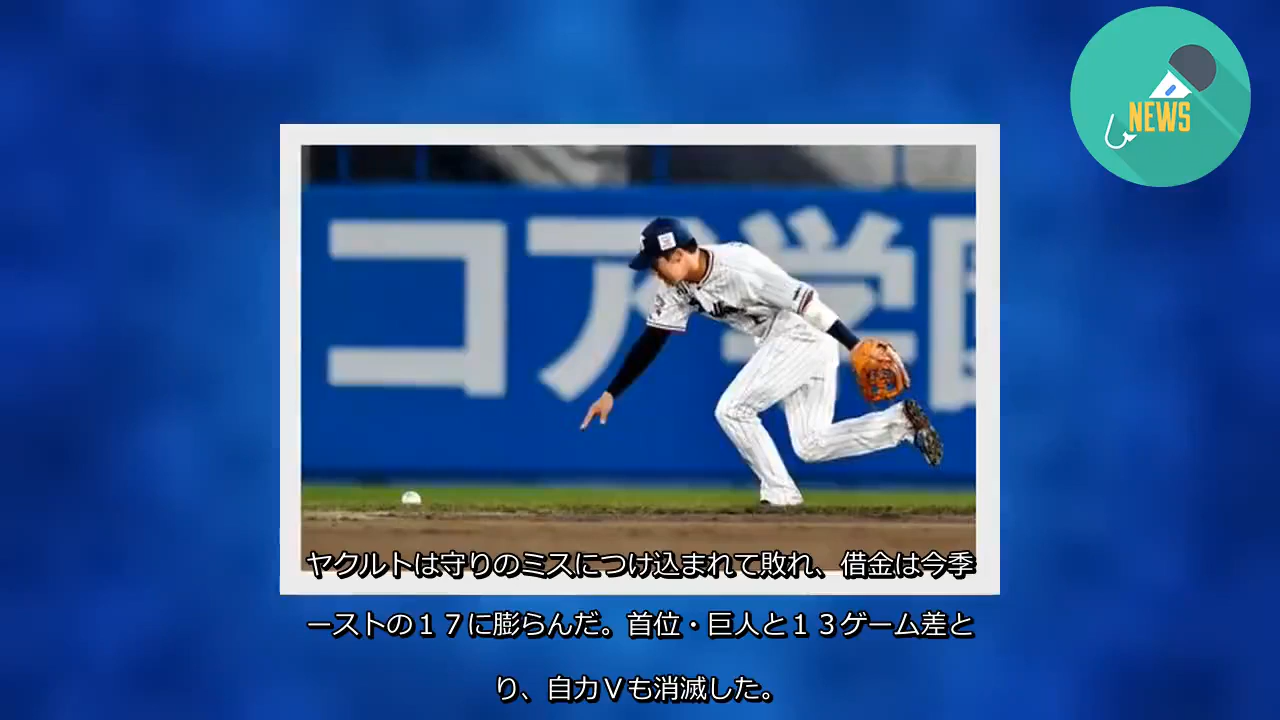 NEWS
コア学
ヤクルトは守りのミスにつけ込まれて敗れ、借金は今季
ーストの１７に膨らんだ。首位・巨人と１３ゲーム差と
り、自力Ｖも消滅した。